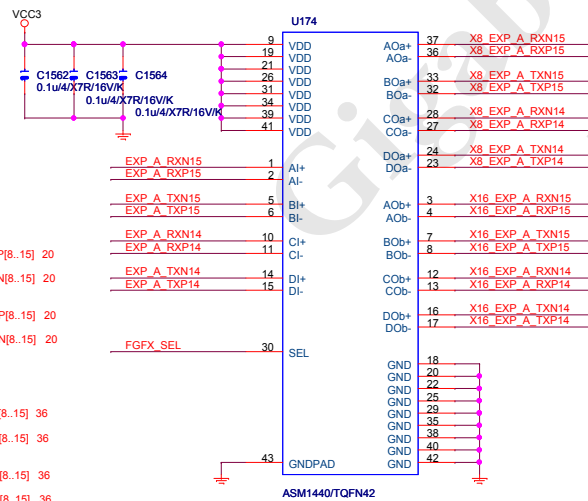 VCC3
U174
C1562
C1563
C1564
0.1u/4/X7R/16V/K
0.1u/4/X7R/16V/K
0.1u/4/X7R/16V/K
9 VDD
19 VDD
21 VDD
26 VDD
31 VDD
34 VDD
39 VDD
41 VDD
EXP_A_RXN15 1 AI+
EXP_A_RXP15 2 AI-
EXP_A_TXN15 5 BI+
EXP_A_TXP15 6 BI-
EXP_A_RXN14 10 CI+
EXP_A_RXP14 11 CI-
EXP_A_TXN14 14 DI+
EXP_A_TXP14 15 DI-
FGFX_SEL 30 SEL
43 GNDPAD
AOa+ 37 X8_EXP_A_RXN15
AOa- 36 X8_EXP_A_RXP15
BOa+ 33 X8_EXP_A_TXN15
BOa- 32 X8_EXP_A_TXP15
COa+ 28 X8_EXP_A_RXN14
COa- 27 X8_EXP_A_RXP14
DOa+ 24 X8_EXP_A_TXN14
DOa- 23 X8_EXP_A_TXP14
AOb+ 3 X16_EXP_A_RXN15
AOb- 4 X16_EXP_A_RXP15
BOb+ 7 X16_EXP_A_TXN15
BOb- 8 X16_EXP_A_TXP15
COb+ 12 X16_EXP_A_RXN14
COb- 13 X16_EXP_A_RXP14
DOb+ 16 X16_EXP_A_TXN14
DOb- 17 X16_EXP_A_TXP14
GND 18
GND 20
GND 22
GND 25
GND 29
GND 35
GND 38
GND 40
GND 42
ASM1440/TQFN42
P[8..15] 20
N[8..15] 20
P[8..15] 20
N[8..15] 20
[8..15] 36
[8..15] 36
[8..15] 36
[8..15] 36
Gigab